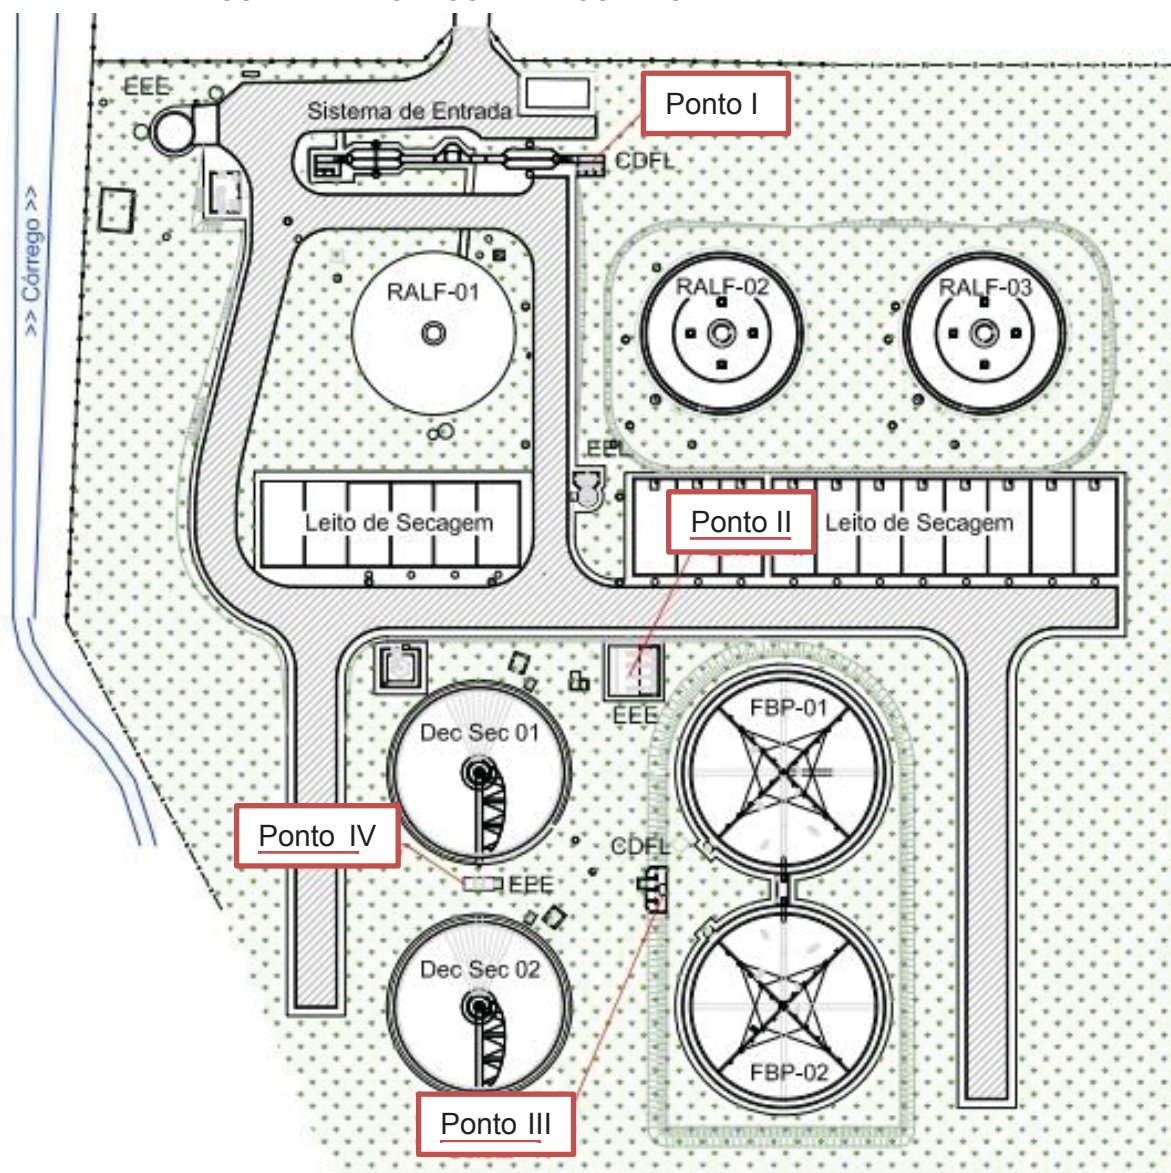 EEE
Sistema de Entrada
Ponto I
CDFL
>> Córrego >>
RALF-01
RALF-02
RALF-03
Leito de Secagem
Ponto II
Leito de Secagem
EEE
FBP-01
Dec Sec 01
Ponto IV
CDFL
EPE
Dec Sec 02
FBP-02
Ponto III